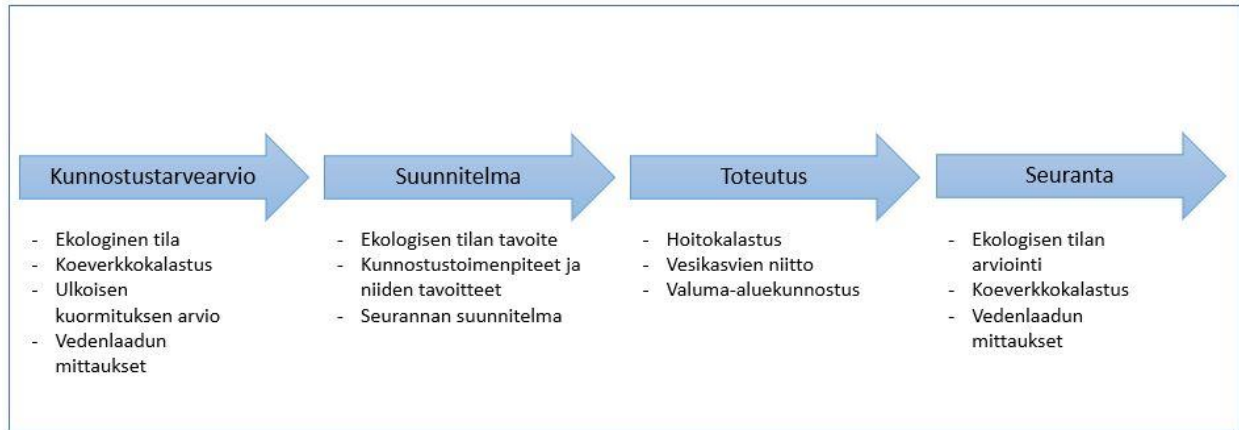 Kunnostustarvearvio
- Ekologinen tila
- Koeverkkokalastus
- Ulkoisen
kuormituksen arvio
- Vedenlaadun
mittaukset
Suunnitelma
- Ekologisen tilan tavoite
- Kunnostustoimenpiteet ja
niiden tavoitteet
- Seurannan suunnitelma
Toteutus
- Hoitokalastus
- Vesikasvien niitto
- Valuma-aluekunnostus
Seuranta
- Ekologisen tilan
arviointi
- Koeverkkokalastus
- Vedenlaadun
mittaukset